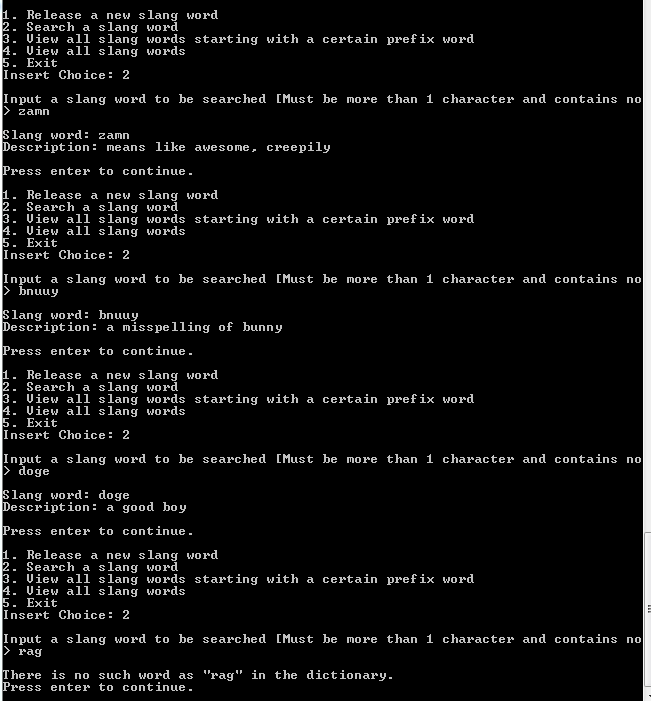 1. Release a new slang word
2. Search a slang word
3. View all slang words starting with a certain prefix word
4. View all slang words
5. Exit
Insert Choice: 2
Input a slang word to be searched [Must be more than 1 character and contains no
> zamn
Slang word: zamn
Description: means like awesome, creepily
Press enter to continue.
1. Release a new slang word
2. Search a slang word
3. View all slang words starting with a certain prefix word
4. View all slang words
5. Exit
Insert Choice: 2
Input a slang word to be searched [Must be more than 1 character and contains no
> bnuuy
Slang word: bnuuy
Description: a misspelling of bunny
Press enter to continue.
1. Release a new slang word
2. Search a slang word
3. View all slang words starting with a certain prefix word
4. View all slang words
5. Exit
Insert Choice: 2
Input a slang word to be searched [Must be more than 1 character and contains no
> doge
Slang word: doge
Description: a good boy
Press enter to continue.
1. Release a new slang word
2. Search a slang word
3. View all slang words starting with a certain prefix word
4. View all slang words
5. Exit
Insert Choice: 2
Input a slang word to be searched [Must be more than 1 character and contains no
> rag
There is no such word as "rag" in the dictionary.
Press enter to continue.